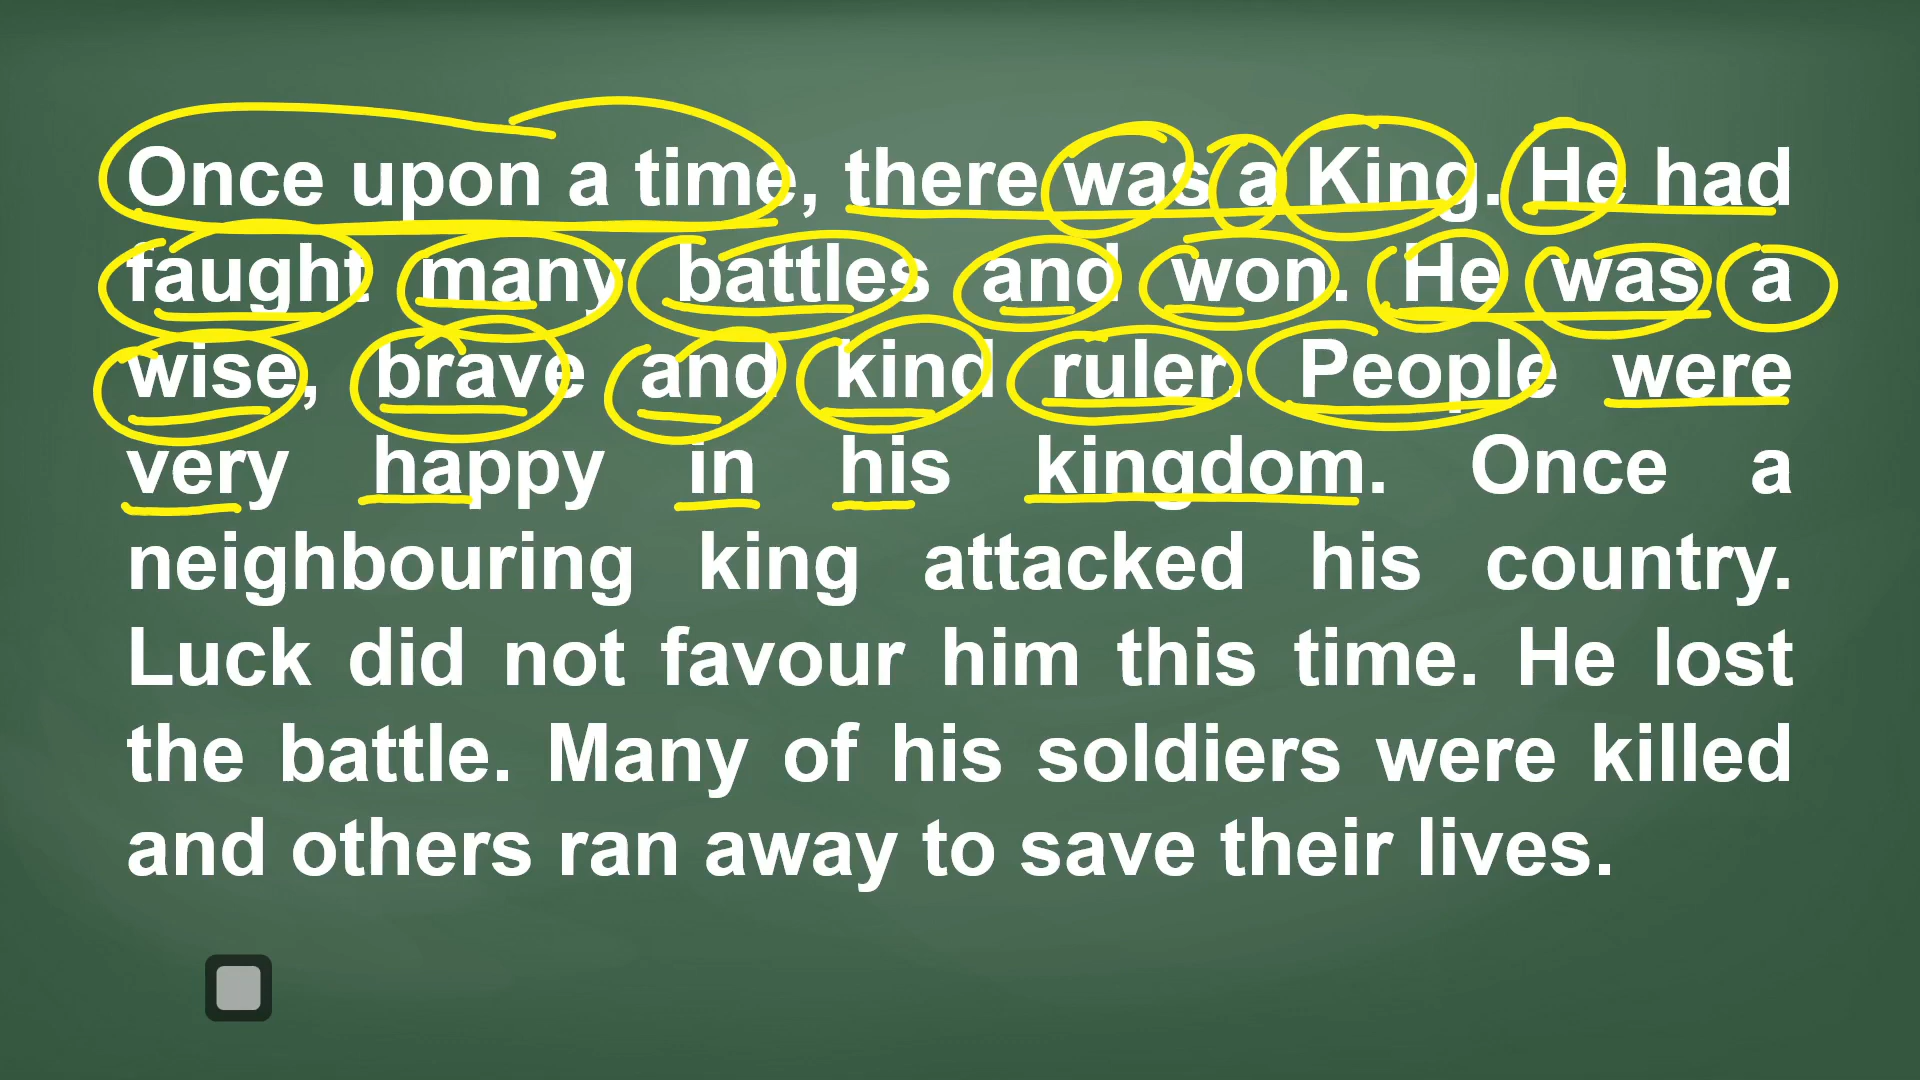 Once upon a time, there was a King. He had
faught many battles and won. He was a
wise, brave and kind ruler. People were
very happy in his kingdom. Once a
neighbouring king attacked his country.
Luck did not favour him this time. He lost
the battle. Many of his soldiers were killed
and others ran away to save their lives.